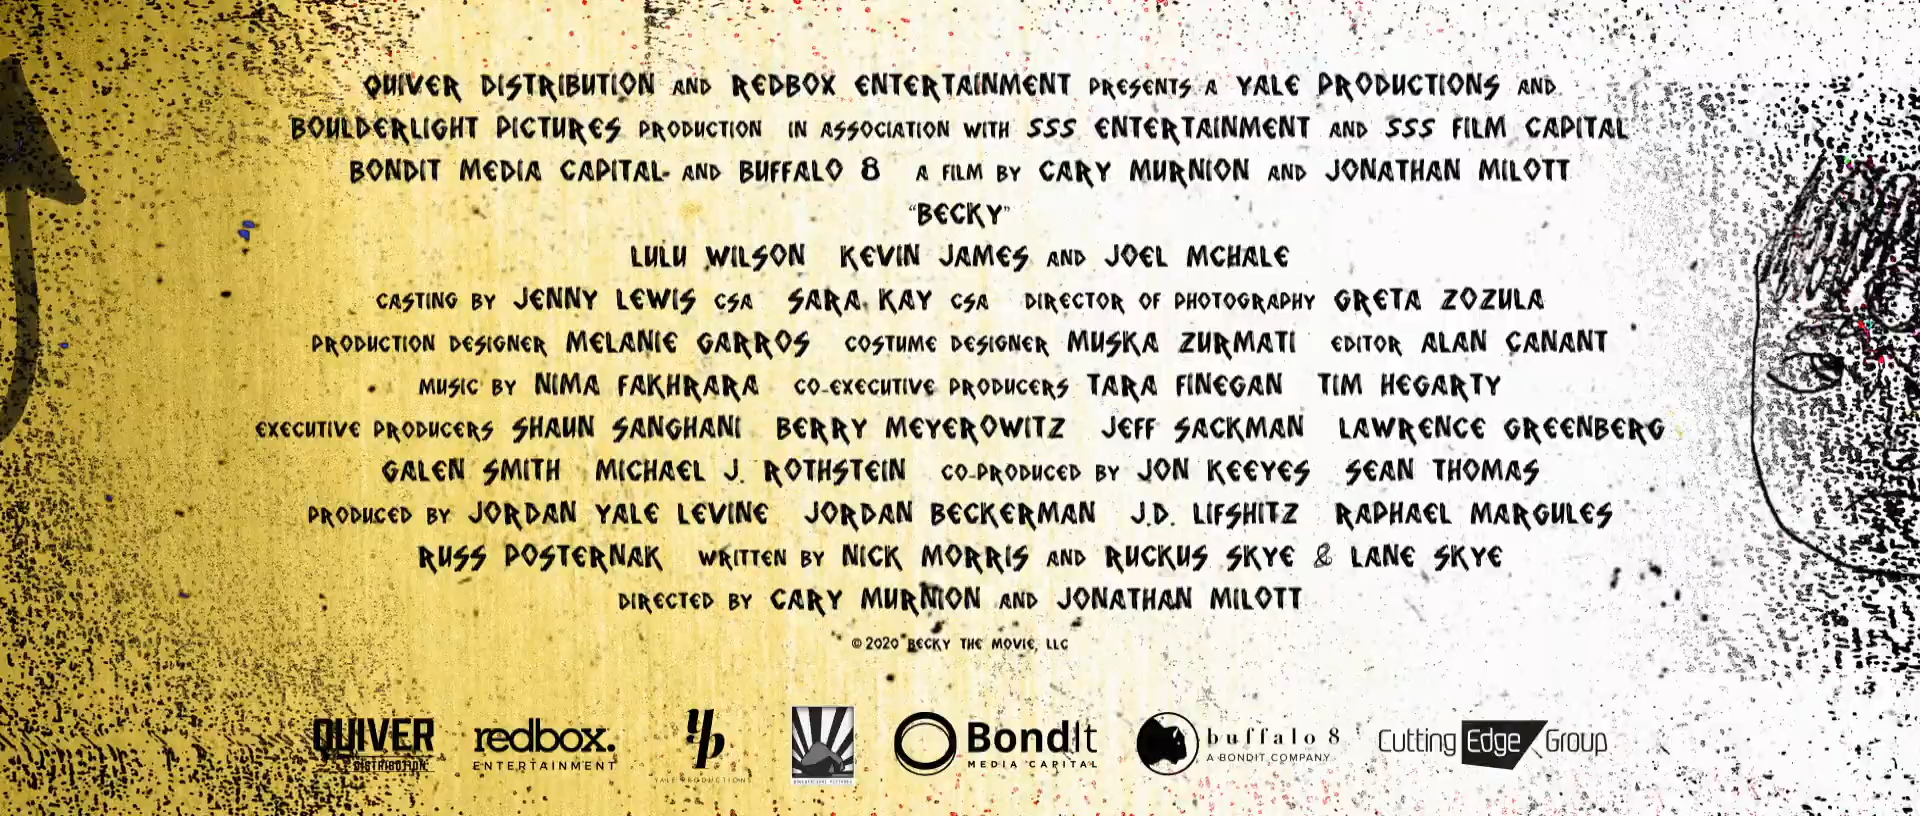 QUIVER DISTRIBUTION AND REDBOX ENTERTAINMENT PRESENTS A YALE PRODUCTIONS AND
BOULDERLIGHT PICTURES PRODUCTION IN ASSOCIATION WITH SSS ENTERTAINMENT AND SSS FILM CAPITAL
BONDIT MEDIA CAPITAL AND BUFFALO 8 A FILM BY CARY MURNION AND JONATHAN MILOTT
"BECKY"
LULU WILSON KEVIN JAMES AND JOEL MCHALE
CASTING BY JENNY LEWIS CSA SARA KAY CSA DIRECTOR OF PHOTOGRAPHY GRETA ZOZULA
PRODUCTION DESIGNER MELANIE GARROS COSTUME DESIGNER MUSKA ZURMATI EDITOR ALAN CANANT
MUSIC BY NIMA FAKHRARA CO-EXECUTIVE PRODUCERS TARA FINEGAN TIM HEGARTY
EXECUTIVE PRODUCERS SHAUN SANGHANI BERRY MEYEROWITZ JEFF SACKMAN LAWRENCE GREENBERG
GALEN SMITH MICHAEL J. ROTHSTEIN CO-PRODUCED BY JON KEEYES SEAN THOMAS
PRODUCED BY JORDAN YALE LEVINE JORDAN BECKERMAN J.D. LIFSHITZ RAPHAEL MARGULES
RUSS POSTERNAK WRITTEN BY NICK MORRIS AND RUCKUS SKYE & LANE SKYE
DIRECTED BY CARY MURNION AND JONATHAN MILOTT
© 2020 BECKY THE MOVIE, LLC
QUIVER DISTRIBUTION
redbox. ENTERTAINMENT
yp YALE PRODUCTIONS
BondIt MEDIA CAPITAL
buffalo 8 A BONDIT COMPANY
Cutting Edge Group